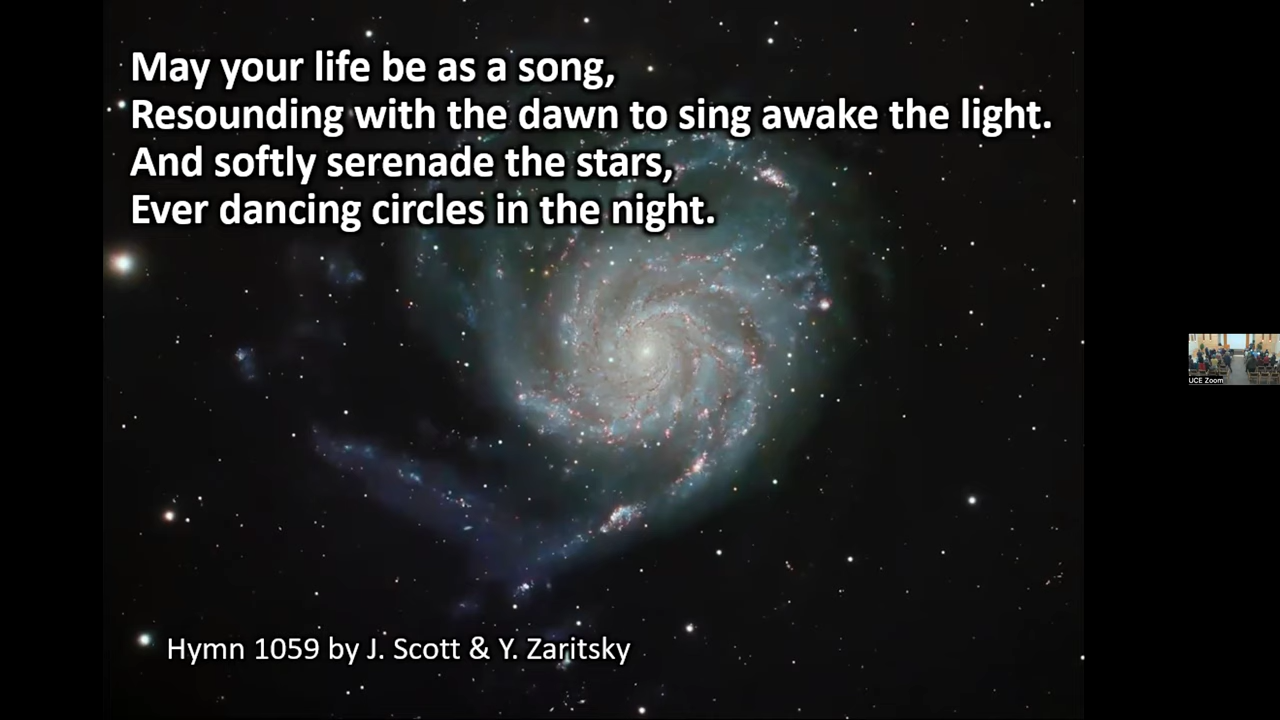 May your life be as a song,
Resounding with the dawn to sing awake the light.
And softly serenade the stars,
Ever dancing circles in the night.
Hymn 1059 by J. Scott & Y. Zaritsky
UCE Zoom